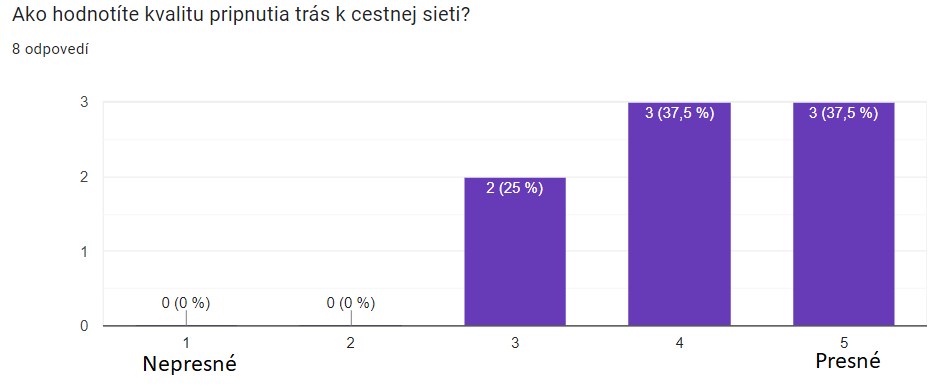 Ako hodnotíte kvalitu pripnutia trás k cestnej sieti?
8 odpovedí
3
2
1
0
0 (0 %)
0 (0 %)
2 (25 %)
3 (37,5 %)
3 (37,5 %)
1
2
3
4
5
Nepresné
Presné